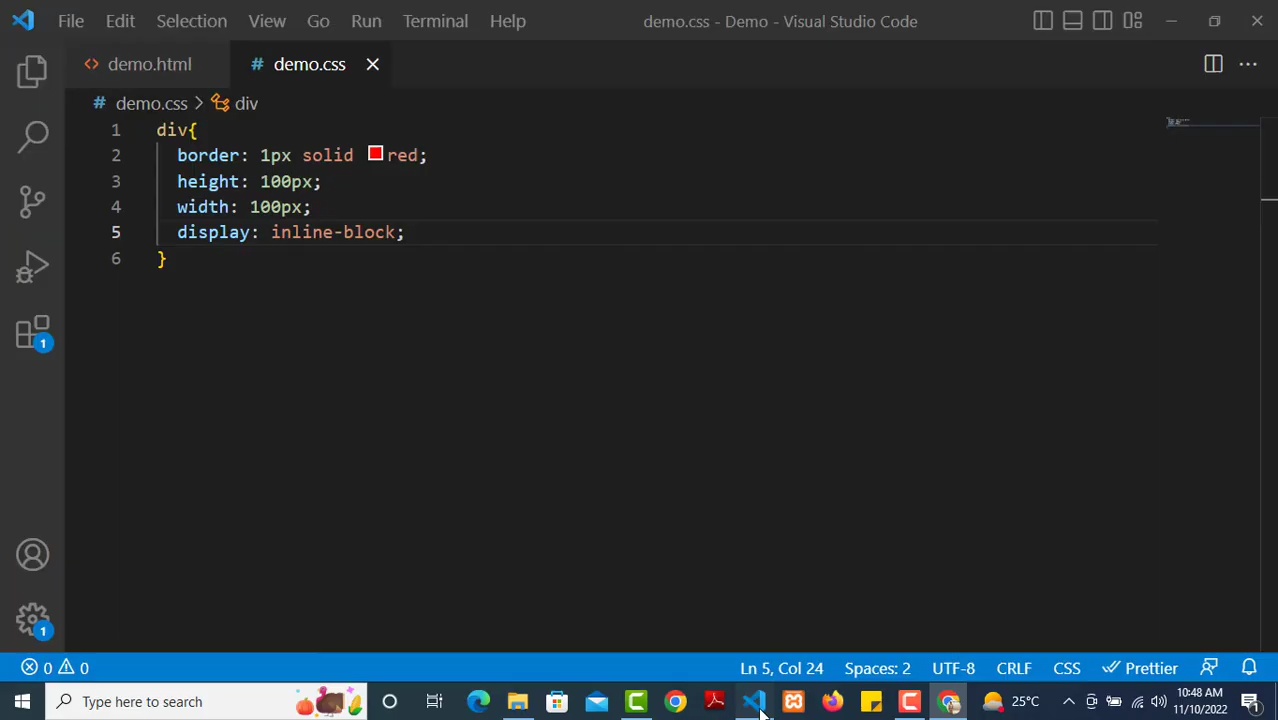 File Edit Selection View Go Run Terminal Help demo.css - Demo - Visual Studio Code
demo.html # demo.css
# demo.css > div
1 div{
2 border: 1px solid red;
3 height: 100px;
4 width: 100px;
5 display: inline-block;
6 }
1
1
0 0 Ln 5, Col 24 Spaces: 2 UTF-8 CRLF CSS Prettier
Type here to search 25°C 10:48 AM
11/10/2022 1